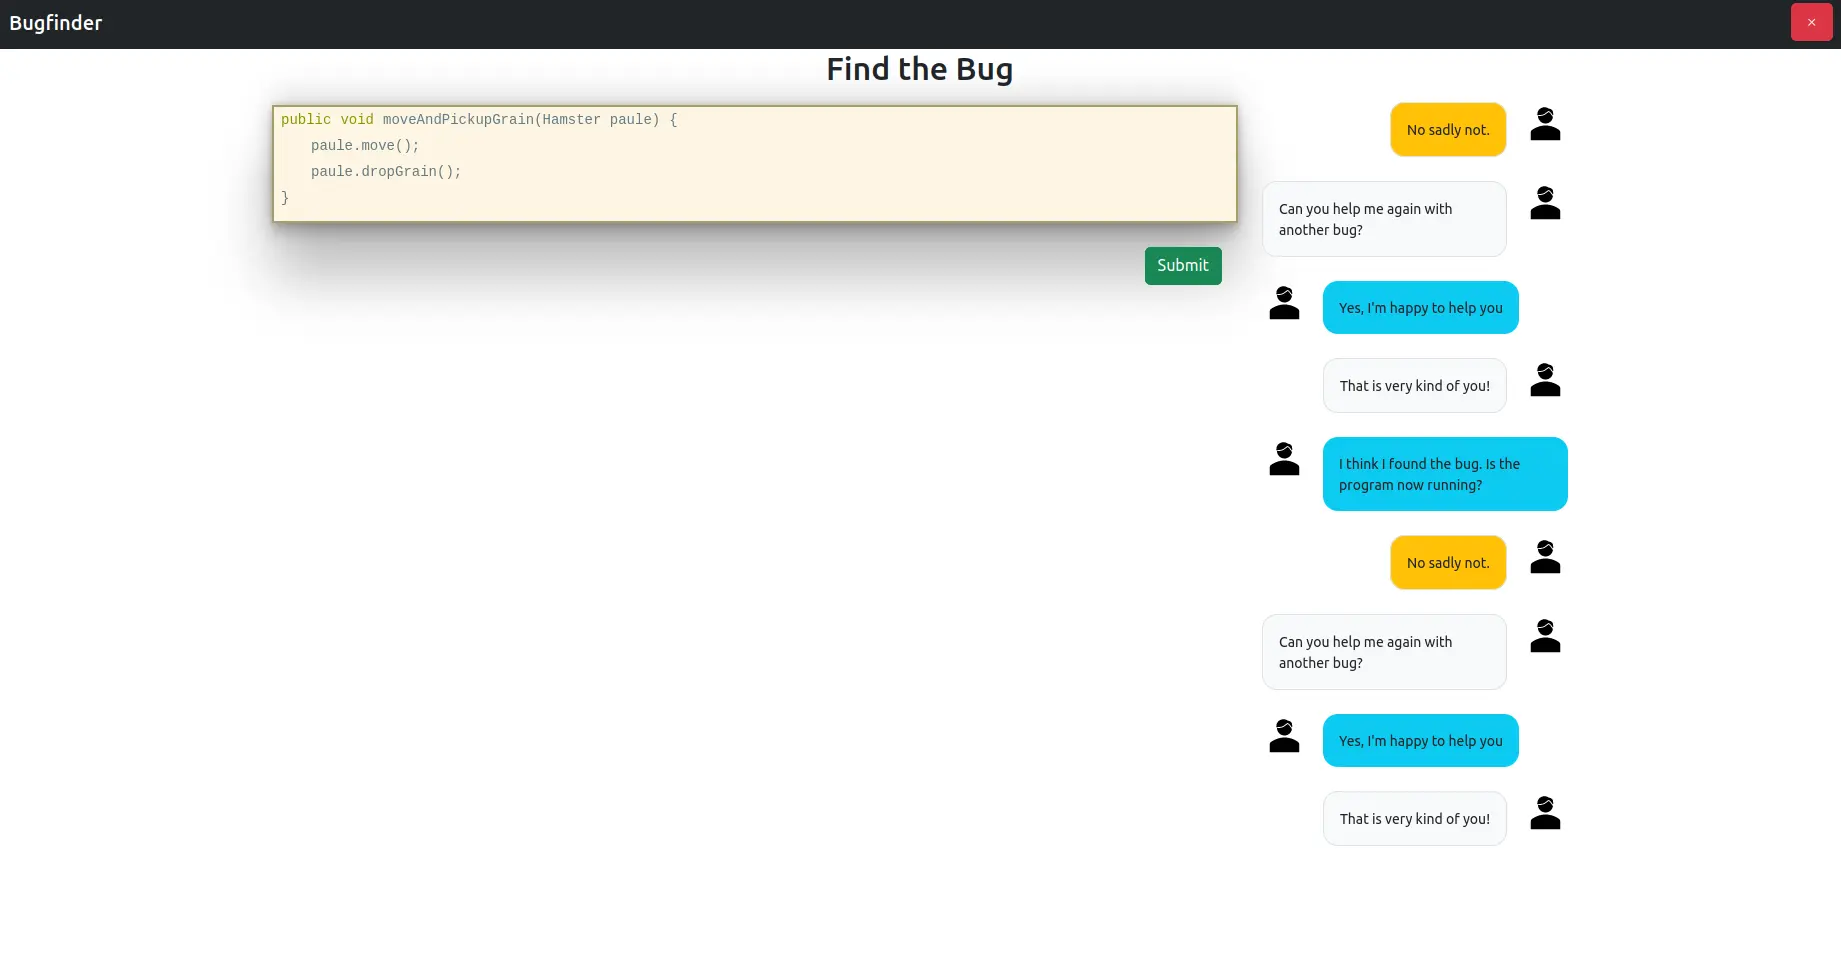 Bugfinder
×
Find the Bug
public void moveAndPickupGrain(Hamster paule) {
paule.move();
paule.dropGrain();
}
Submit
No sadly not.
Can you help me again with
another bug?
Yes, I'm happy to help you
That is very kind of you!
I think I found the bug. Is the
program now running?
No sadly not.
Can you help me again with
another bug?
Yes, I'm happy to help you
That is very kind of you!